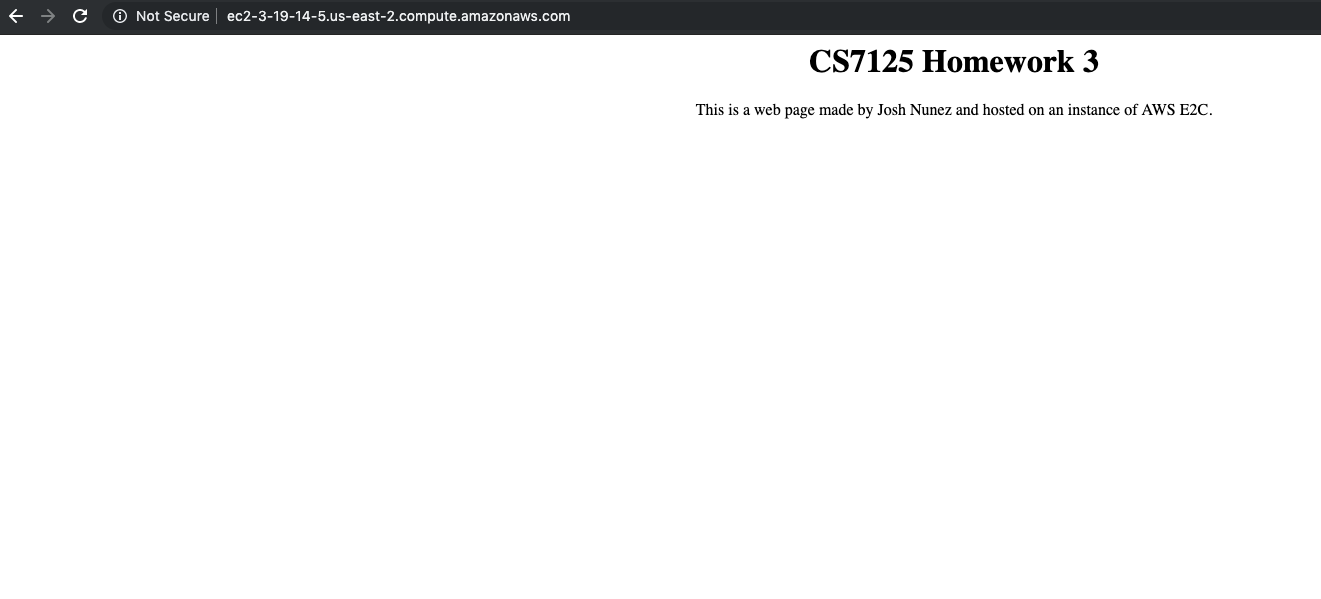 Not Secure ec2-3-19-14-5.us-east-2.compute.amazonaws.com
CS7125 Homework 3
This is a web page made by Josh Nunez and hosted on an instance of AWS E2C.